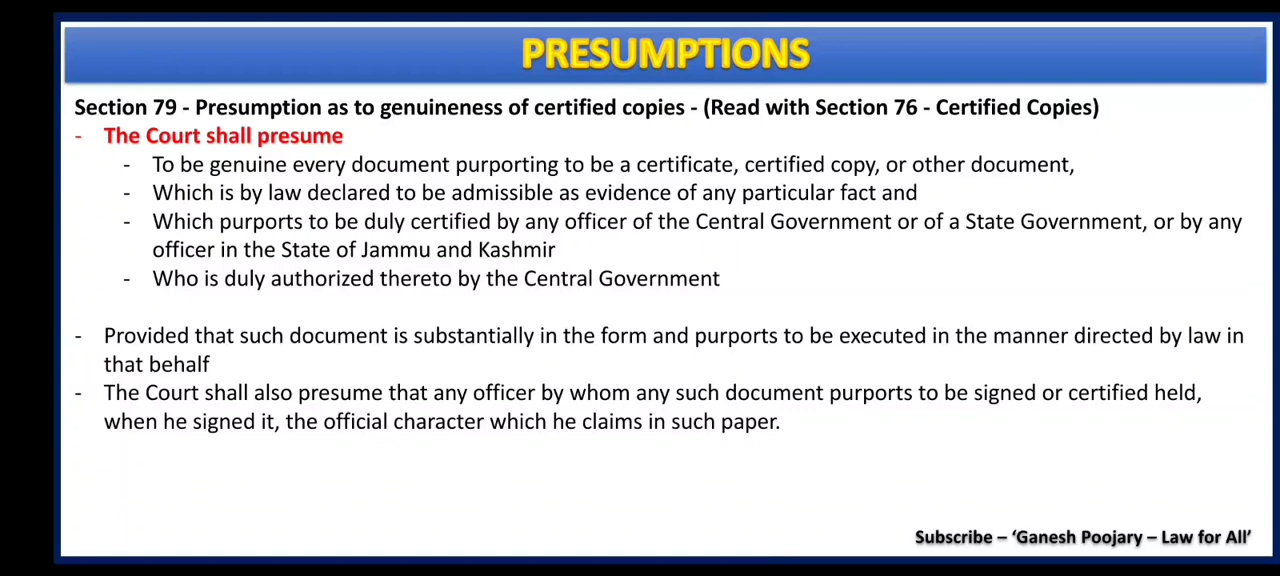 PRESUMPTIONS
Section 79 - Presumption as to genuineness of certified copies - (Read with Section 76 - Certified Copies)
- The Court shall presume
- To be genuine every document purporting to be a certificate, certified copy, or other document,
- Which is by law declared to be admissible as evidence of any particular fact and
- Which purports to be duly certified by any officer of the Central Government or of a State Government, or by any
officer in the State of Jammu and Kashmir
- Who is duly authorized thereto by the Central Government
- Provided that such document is substantially in the form and purports to be executed in the manner directed by law in
that behalf
- The Court shall also presume that any officer by whom any such document purports to be signed or certified held,
when he signed it, the official character which he claims in such paper.
Subscribe – ‘Ganesh Poojary – Law for All’